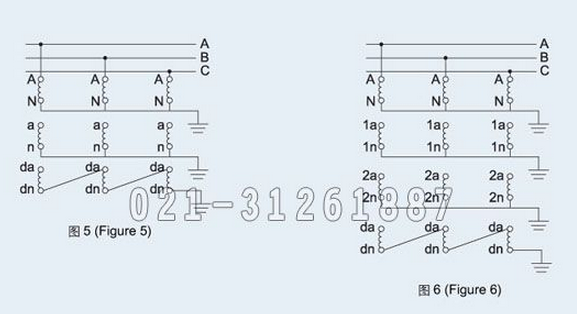 A
B
C
A A A
N N N
a a a
n n n
da da da
dn dn dn
图 5 (Figure 5)
A
B
C
A A A
N N N
1a 1a 1a
1n 1n 1n
2a 2a 2a
2n 2n 2n
da da da
dn dn dn
图 6 (Figure 6)
021-31261887